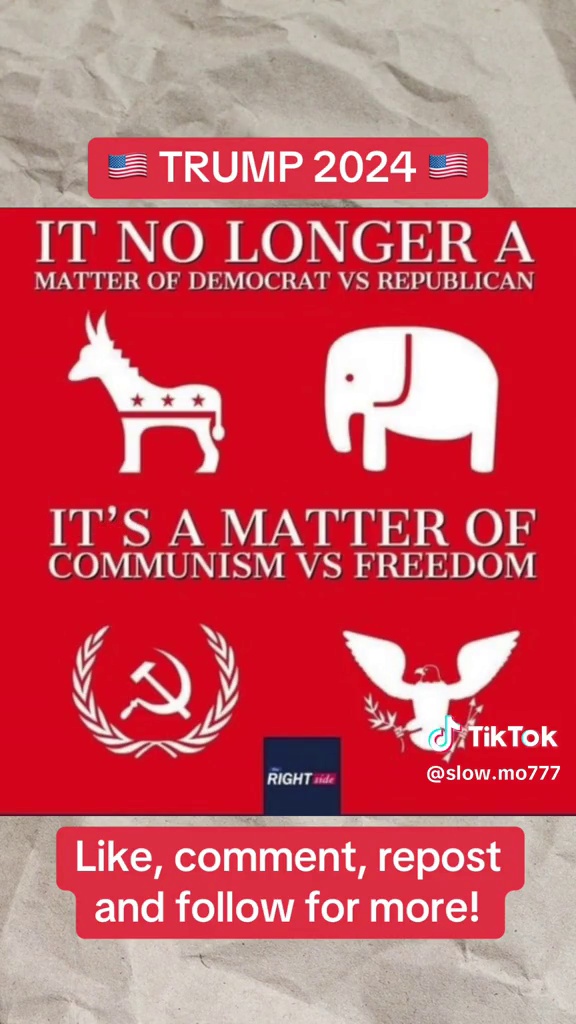 🇺🇸 TRUMP 2024 🇺🇸
IT NO LONGER A
MATTER OF DEMOCRAT VS REPUBLICAN
IT'S A MATTER OF
COMMUNISM VS FREEDOM
TikTok
@slow.mo777
the
RIGHT side
Like, comment, repost
and follow for more!